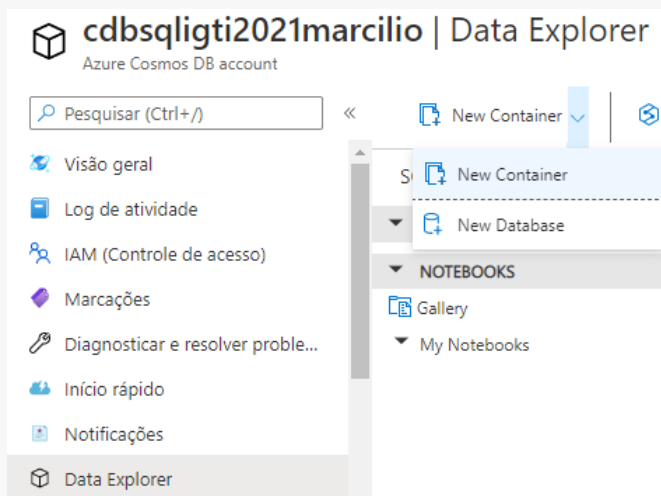 cdbsqligti2021marcilio | Data Explorer
Azure Cosmos DB account
Pesquisar (Ctrl+/)
«
New Container
Visão geral
Log de atividade
IAM (Controle de acesso)
Marcações
Diagnosticar e resolver proble...
Início rápido
Notificações
Data Explorer
S
New Container
New Database
NOTEBOOKS
Gallery
My Notebooks